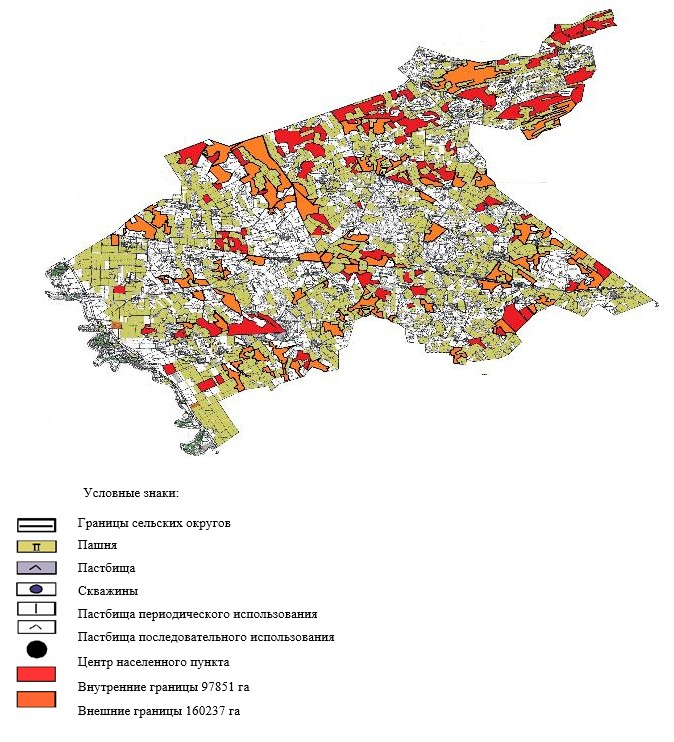 Условные знаки:
Границы сельских округов
Пашня
Пастбища
Скважины
Пастбища периодического использования
Пастбища последовательного использования
Центр населенного пункта
Внутренние границы 97851 га
Внешние границы 160237 га